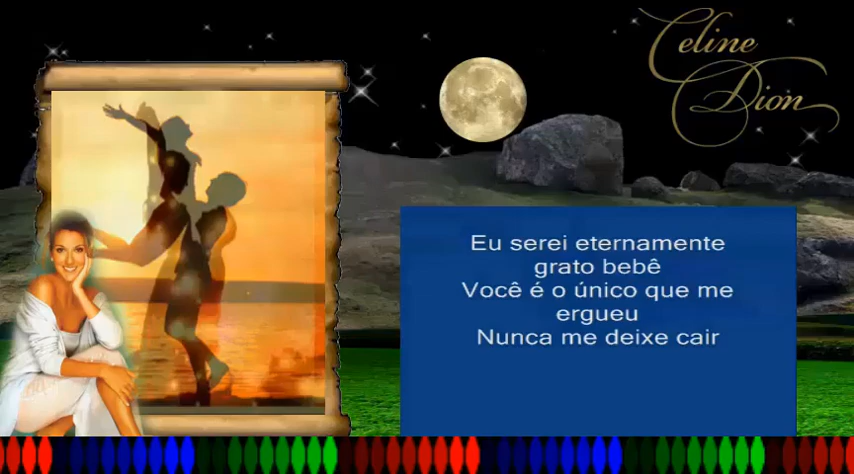 Celine
Dion
Eu serei eternamente
grato bebê
Você é o único que me
ergueu
Nunca me deixe cair